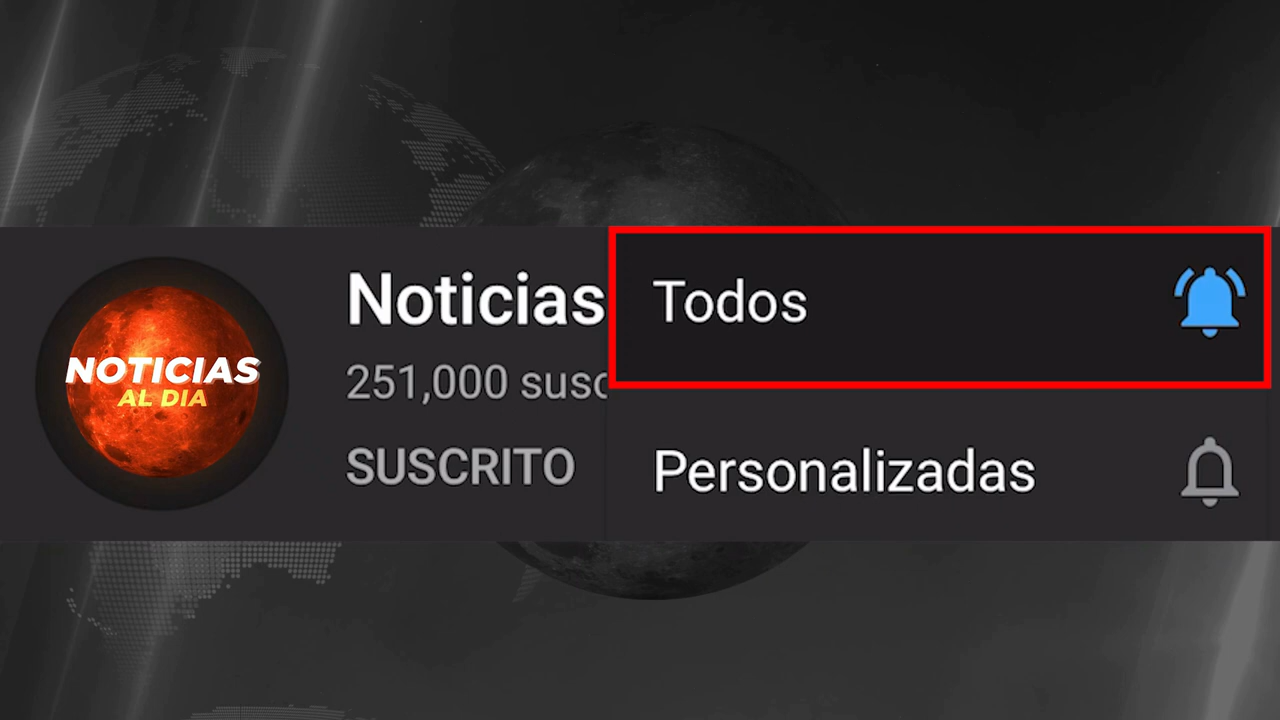 NOTICIAS
AL DIA
Noticias
251,000 susc
SUSCRITO
Todos
Personalizadas